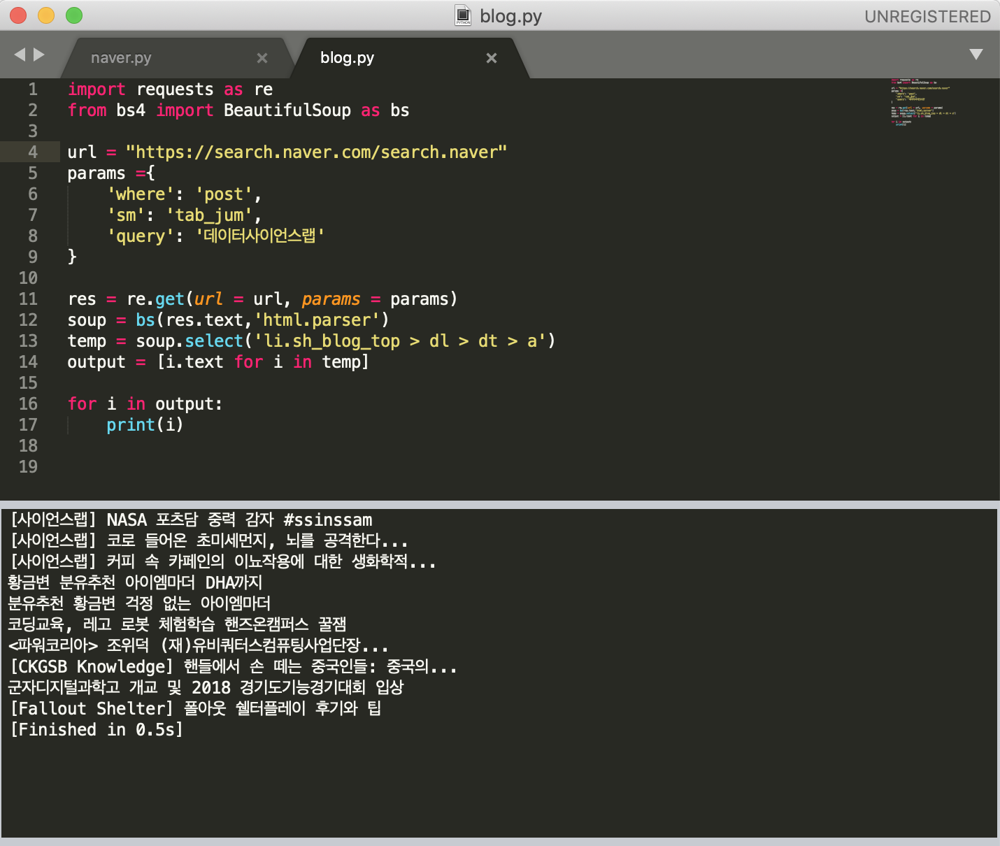 blog.py
UNREGISTERED
naver.py
blog.py
1 import requests as re
2 from bs4 import BeautifulSoup as bs
3
4 url = "https://search.naver.com/search.naver"
5 params ={
6     'where': 'post',
7     'sm': 'tab_jum',
8     'query': '데이터사이언스랩'
9 }
10
11 res = re.get(url = url, params = params)
12 soup = bs(res.text,'html.parser')
13 temp = soup.select('li.sh_blog_top > dl > dt > a')
14 output = [i.text for i in temp]
15
16 for i in output:
17     print(i)
18
19
[사이언스랩] NASA 포츠담 중력 감자 #ssinssam
[사이언스랩] 코로 들어온 초미세먼지, 뇌를 공격한다...
[사이언스랩] 커피 속 카페인의 이뇨작용에 대한 생화학적...
황금변 분유추천 아이엠마더 DHA까지
분유추천 황금변 걱정 없는 아이엠마더
코딩교육, 레고 로봇 체험학습 핸즈온캠퍼스 꿀잼
<파워코리아> 조위덕 (재)유비쿼터스컴퓨팅사업단장...
[CKGSB Knowledge] 핸들에서 손 떼는 중국인들: 중국의...
군자디지털과학고 개교 및 2018 경기도기능경기대회 입상
[Fallout Shelter] 폴아웃 쉘터플레이 후기와 팁
[Finished in 0.5s]